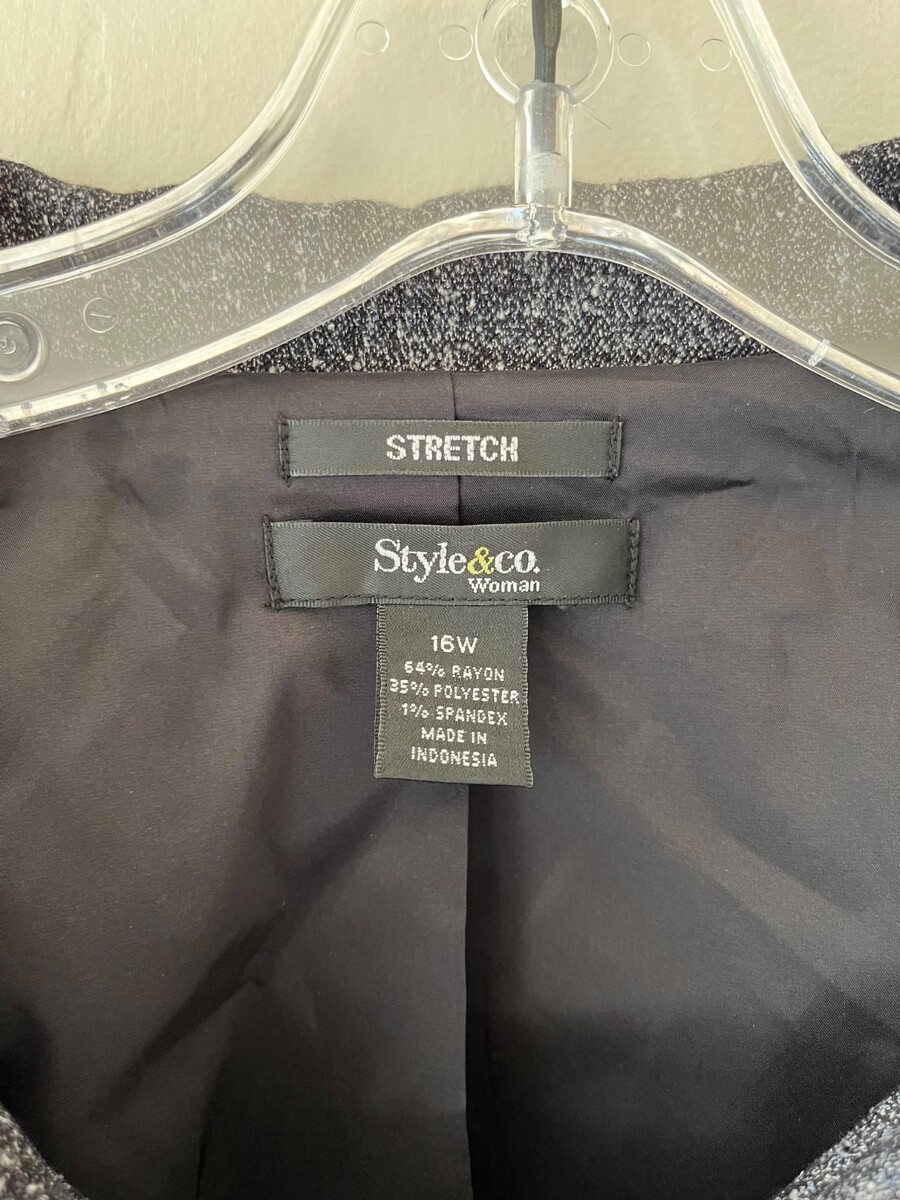 STRETCH
Style&co.
Woman
16W
64% RAYON
35% POLYESTER
1% SPANDEX
MADE IN
INDONESIA